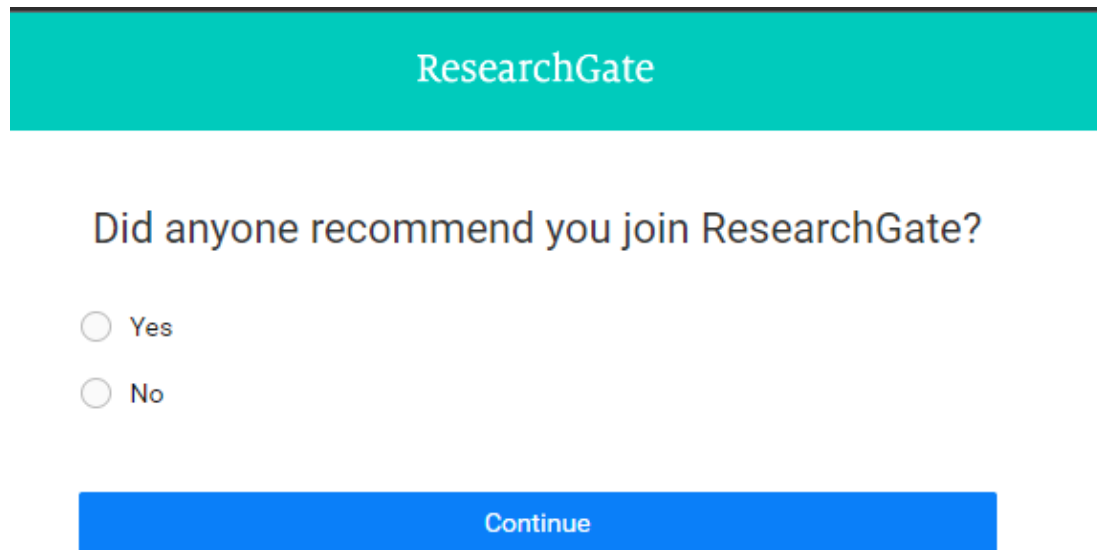 ResearchGate
Did anyone recommend you join ResearchGate?
Yes
No
Continue